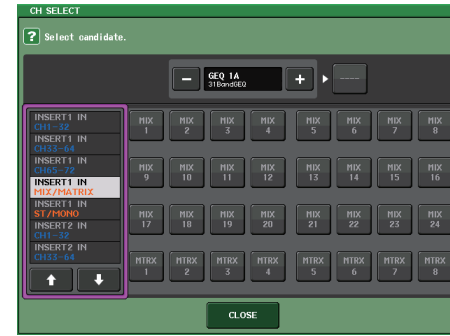 CH SELECT
? Select candidate.
− GEQ 1A +
31BandGEQ
INSERT1 IN
CH1-32
INSERT1 IN
CH33-64
INSERT1 IN
CH65-72
INSERT1 IN
MIX/MATRIX
INSERT1 IN
ST/MONO
INSERT2 IN
CH1-32
INSERT2 IN
CH33-64
MIX 1
MIX 2
MIX 3
MIX 4
MIX 5
MIX 6
MIX 7
MIX 8
MIX 9
MIX 10
MIX 11
MIX 12
MIX 13
MIX 14
MIX 15
MIX 16
MIX 17
MIX 18
MIX 19
MIX 20
MIX 21
MIX 22
MIX 23
MIX 24
MTRX 1
MTRX 2
MTRX 3
MTRX 4
MTRX 5
MTRX 6
MTRX 7
MTRX 8
CLOSE